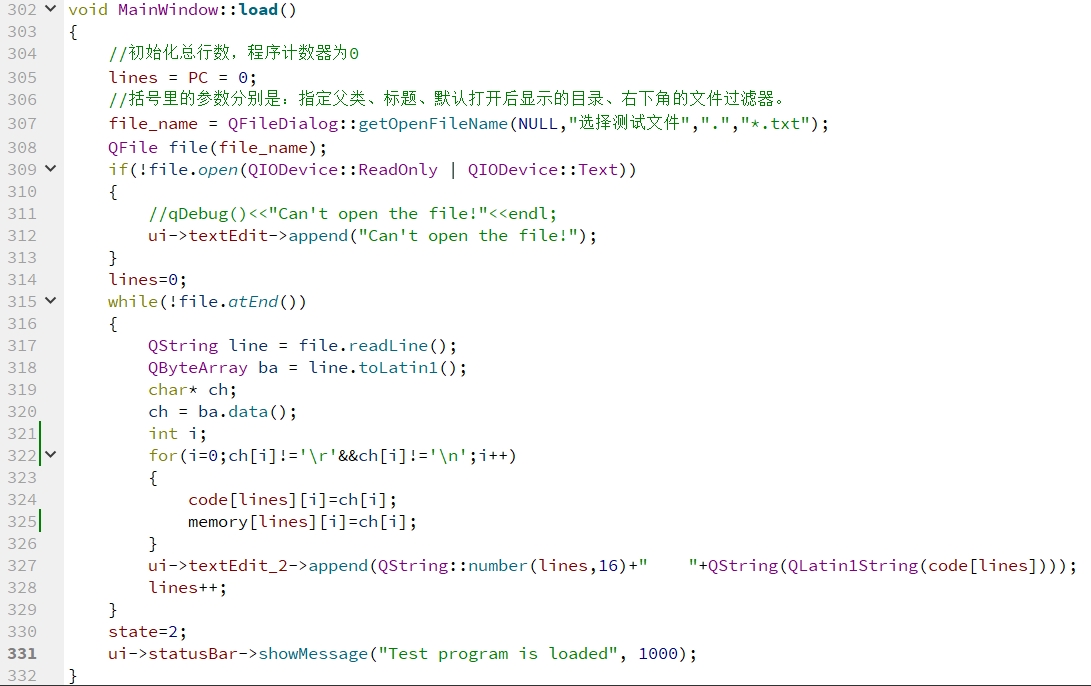 302 void MainWindow::load()
303 {
304     //初始化总行数，程序计数器为0
305     lines = PC = 0;
306     //括号里的参数分别是：指定父类、标题、默认打开后显示的目录、右下角的文件过滤器。
307     file_name = QFileDialog::getOpenFileName(NULL,"选择测试文件",".","*.txt");
308     QFile file(file_name);
309     if(!file.open(QIODevice::ReadOnly | QIODevice::Text))
310     {
311         //qDebug()<<"Can't open the file!"<<endl;
312         ui->textEdit->append("Can't open the file!");
313     }
314     lines=0;
315     while(!file.atEnd())
316     {
317         QString line = file.readLine();
318         QByteArray ba = line.toLatin1();
319         char* ch;
320         ch = ba.data();
321         int i;
322         for(i=0;ch[i]!='\r'&&ch[i]!='\n';i++)
323         {
324             code[lines][i]=ch[i];
325             memory[lines][i]=ch[i];
326         }
327         ui->textEdit_2->append(QString::number(lines,16)+"    "+QString(QLatin1String(code[lines])));
328         lines++;
329     }
330     state=2;
331     ui->statusBar->showMessage("Test program is loaded", 1000);
332 }